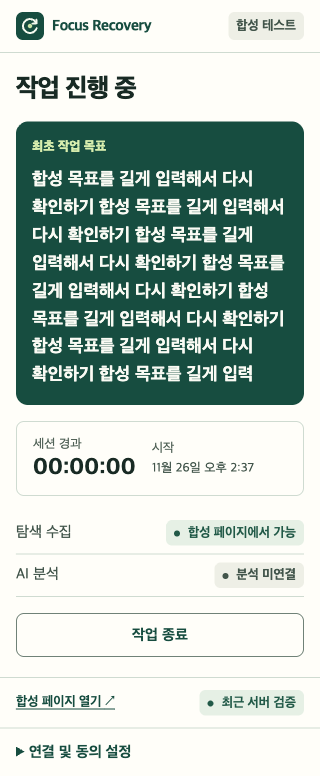 Focus Recovery
합성 테스트
작업 진행 중
최초 작업 목표
합성 목표를 길게 입력해서 다시
확인하기 합성 목표를 길게 입력해서
다시 확인하기 합성 목표를 길게
입력해서 다시 확인하기 합성 목표를
길게 입력해서 다시 확인하기 합성
목표를 길게 입력해서 다시 확인하기
합성 목표를 길게 입력해서 다시
확인하기 합성 목표를 길게 입력
세션 경과
00:00:00
시작
11월 26일 오후 2:37
탐색 수집
● 합성 페이지에서 가능
AI 분석
● 분석 미연결
작업 종료
합성 페이지 열기 ↗
● 최근 서버 검증
▶ 연결 및 동의 설정